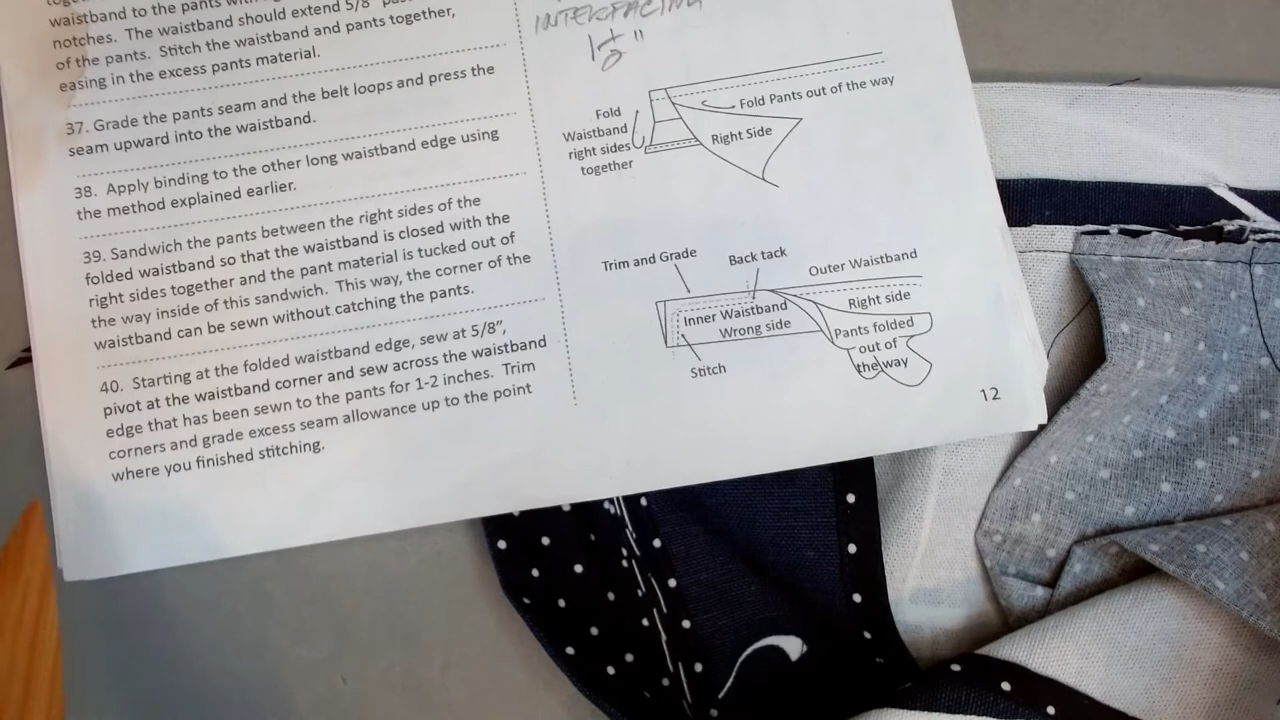 waistband to the pants
notches. The waistband should extend 5/8"
of the pants. Stitch the waistband and pants together,
easing in the excess pants material.
37. Grade the pants seam and the belt loops and press the
seam upward into the waistband.
38. Apply binding to the other long waistband edge using
the method explained earlier.
39. Sandwich the pants between the right sides of the
folded waistband so that the waistband is closed with the
right sides together and the pant material is tucked out of
the way inside of this sandwich. This way, the corner of the
waistband can be sewn without catching the pants.
40. Starting at the folded waistband edge, sew at 5/8",
pivot at the waistband corner and sew across the waistband
edge that has been sewn to the pants for 1-2 inches. Trim
corners and grade excess seam allowance up to the point
where you finished stitching.
INTERFACING
1½"
Fold
Waistband
right sides
together
Fold Pants out of the way
Right Side
Trim and Grade
Back tack
Outer Waistband
Inner Waistband
Wrong side
Right side
Pants folded
out of
the way
Stitch
12